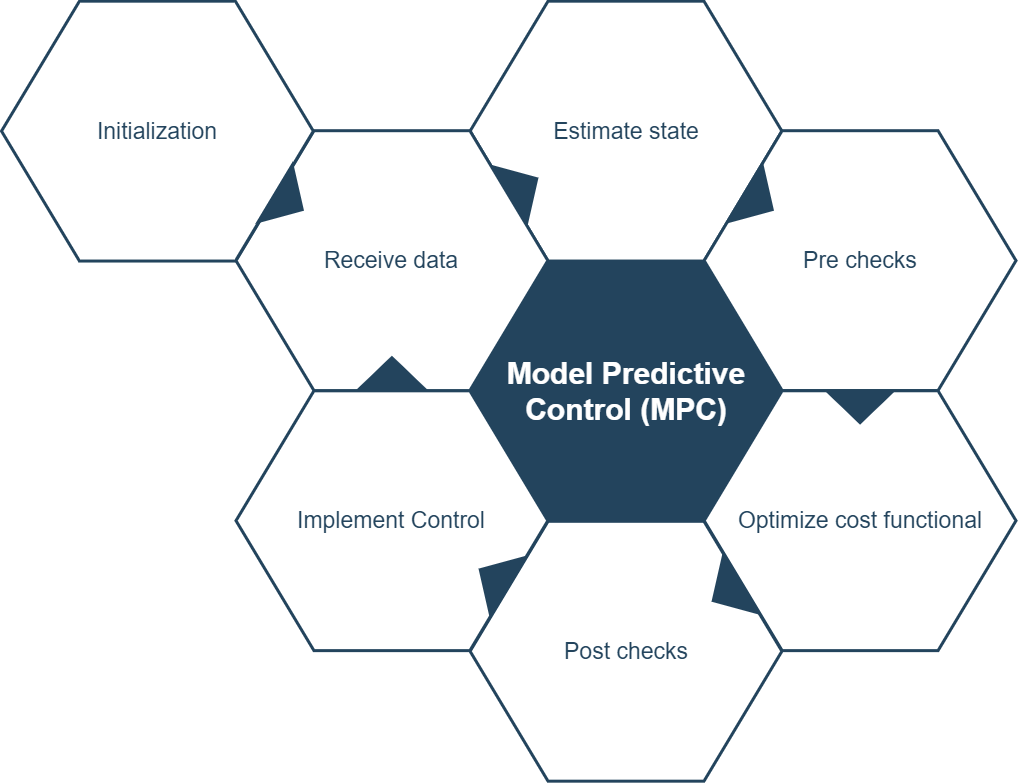 Initialization
Estimate state
Receive data
Pre checks
Model Predictive
Control (MPC)
Implement Control
Optimize cost functional
Post checks